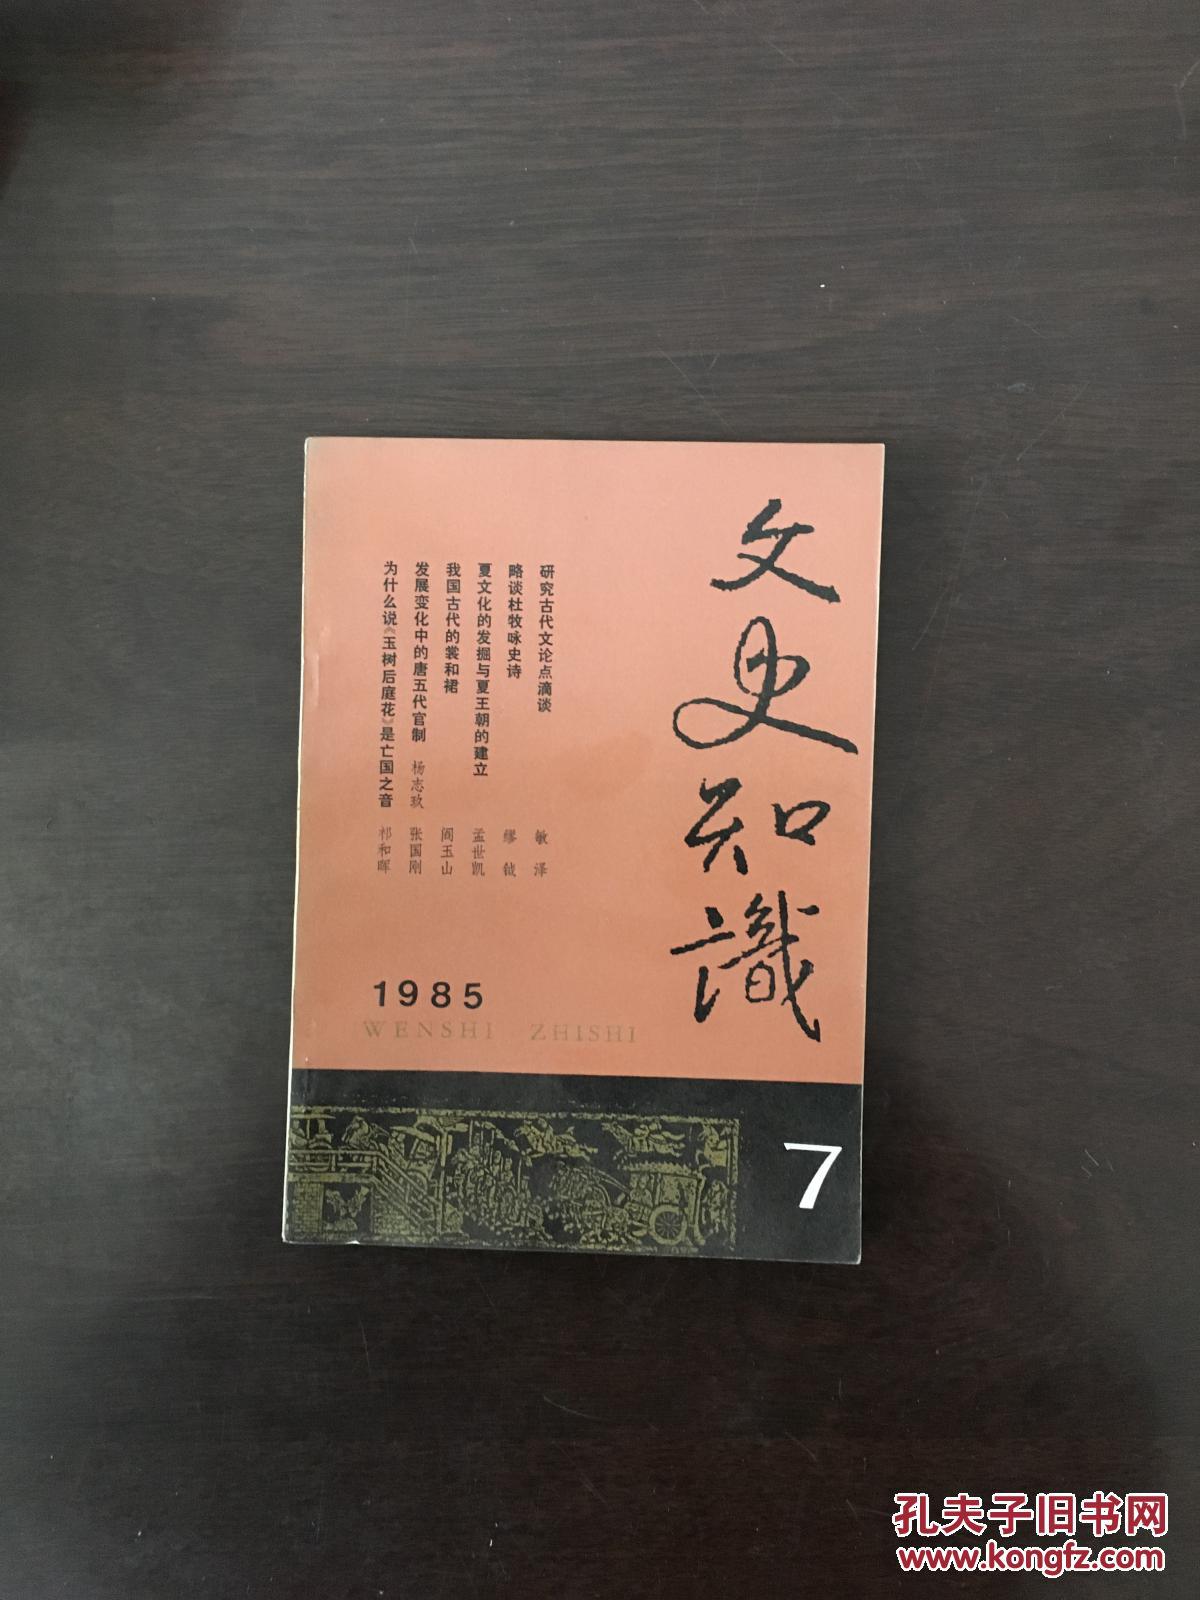 文史知識
研究古代文论点滴谈 敏泽
略谈杜牧咏史诗 缪钺
夏文化的发掘与夏王朝的建立 孟世凯
我国古代的裳和裙 阎玉山
发展变化中的唐五代官制 杨志玖 张国刚
为什么说《玉树后庭花》是亡国之音 祁和晖
1985
WENSHI ZHISHI
7
孔夫子旧书网
www.kongfz.com